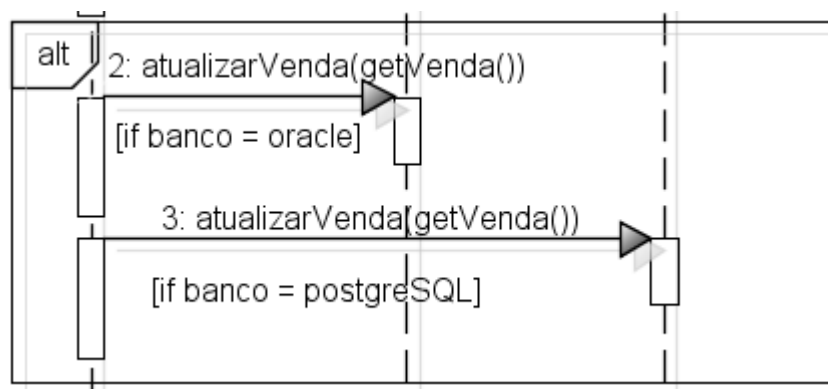 alt
2: atualizarVenda(getVenda())
[if banco = oracle]
3: atualizarVenda(getVenda())
[if banco = postgreSQL]